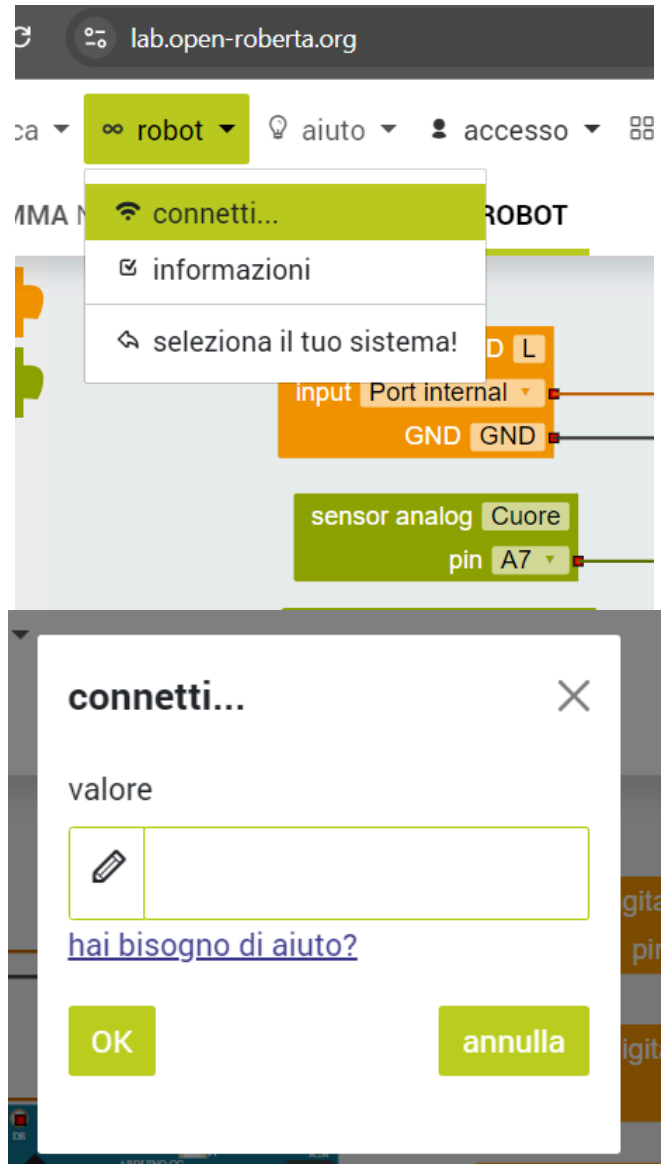 lab.open-roberta.org
robot aiuto accesso
connetti... ROBOT
informazioni
seleziona il tuo sistema! L
input Port internal
GND GND
sensor analog Cuore
pin A7
connetti...
valore
hai bisogno di aiuto?
OK annulla
D8